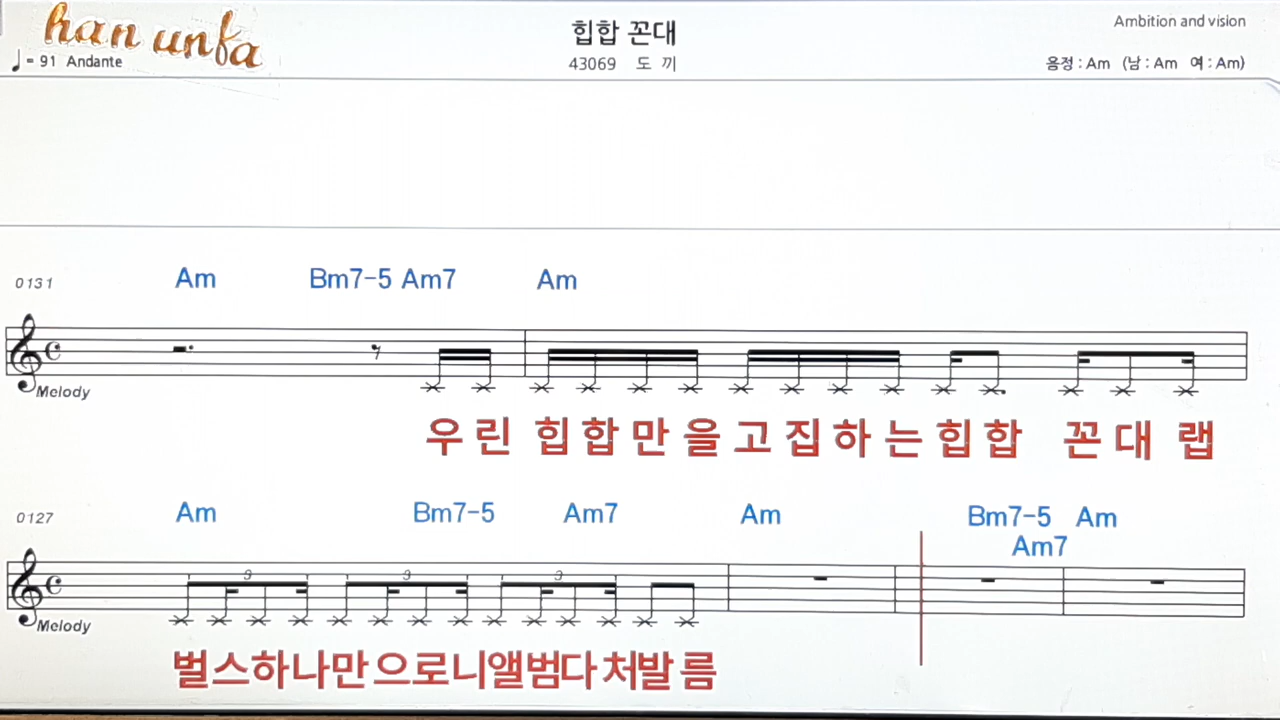 han unfa
힙합 꼰대
Ambition and vision
♩= 91 Andante
43069 도 끼
음정 : Am (남 : Am 여 : Am)
0131 Am Bm7-5 Am7 Am
Melody
우 린 힙 합 만 을 고 집 하 는 힙 합 꼰 대 랩
0127 Am Bm7-5 Am7 Am Bm7-5 Am
Am7
3 3 3
Melody
벌스하나만으로니앨범다처발름